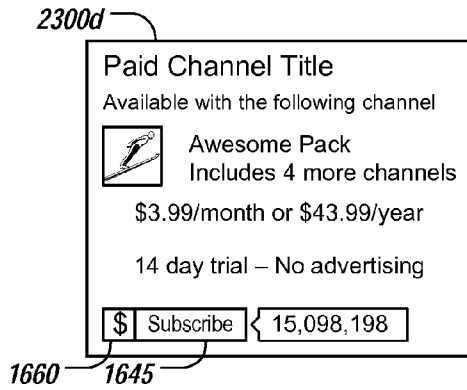 2300d
Paid Channel Title
Available with the following channel
Awesome Pack
Includes 4 more channels
$3.99/month or $43.99/year
14 day trial – No advertising
$ Subscribe 15,098,198
1660 1645